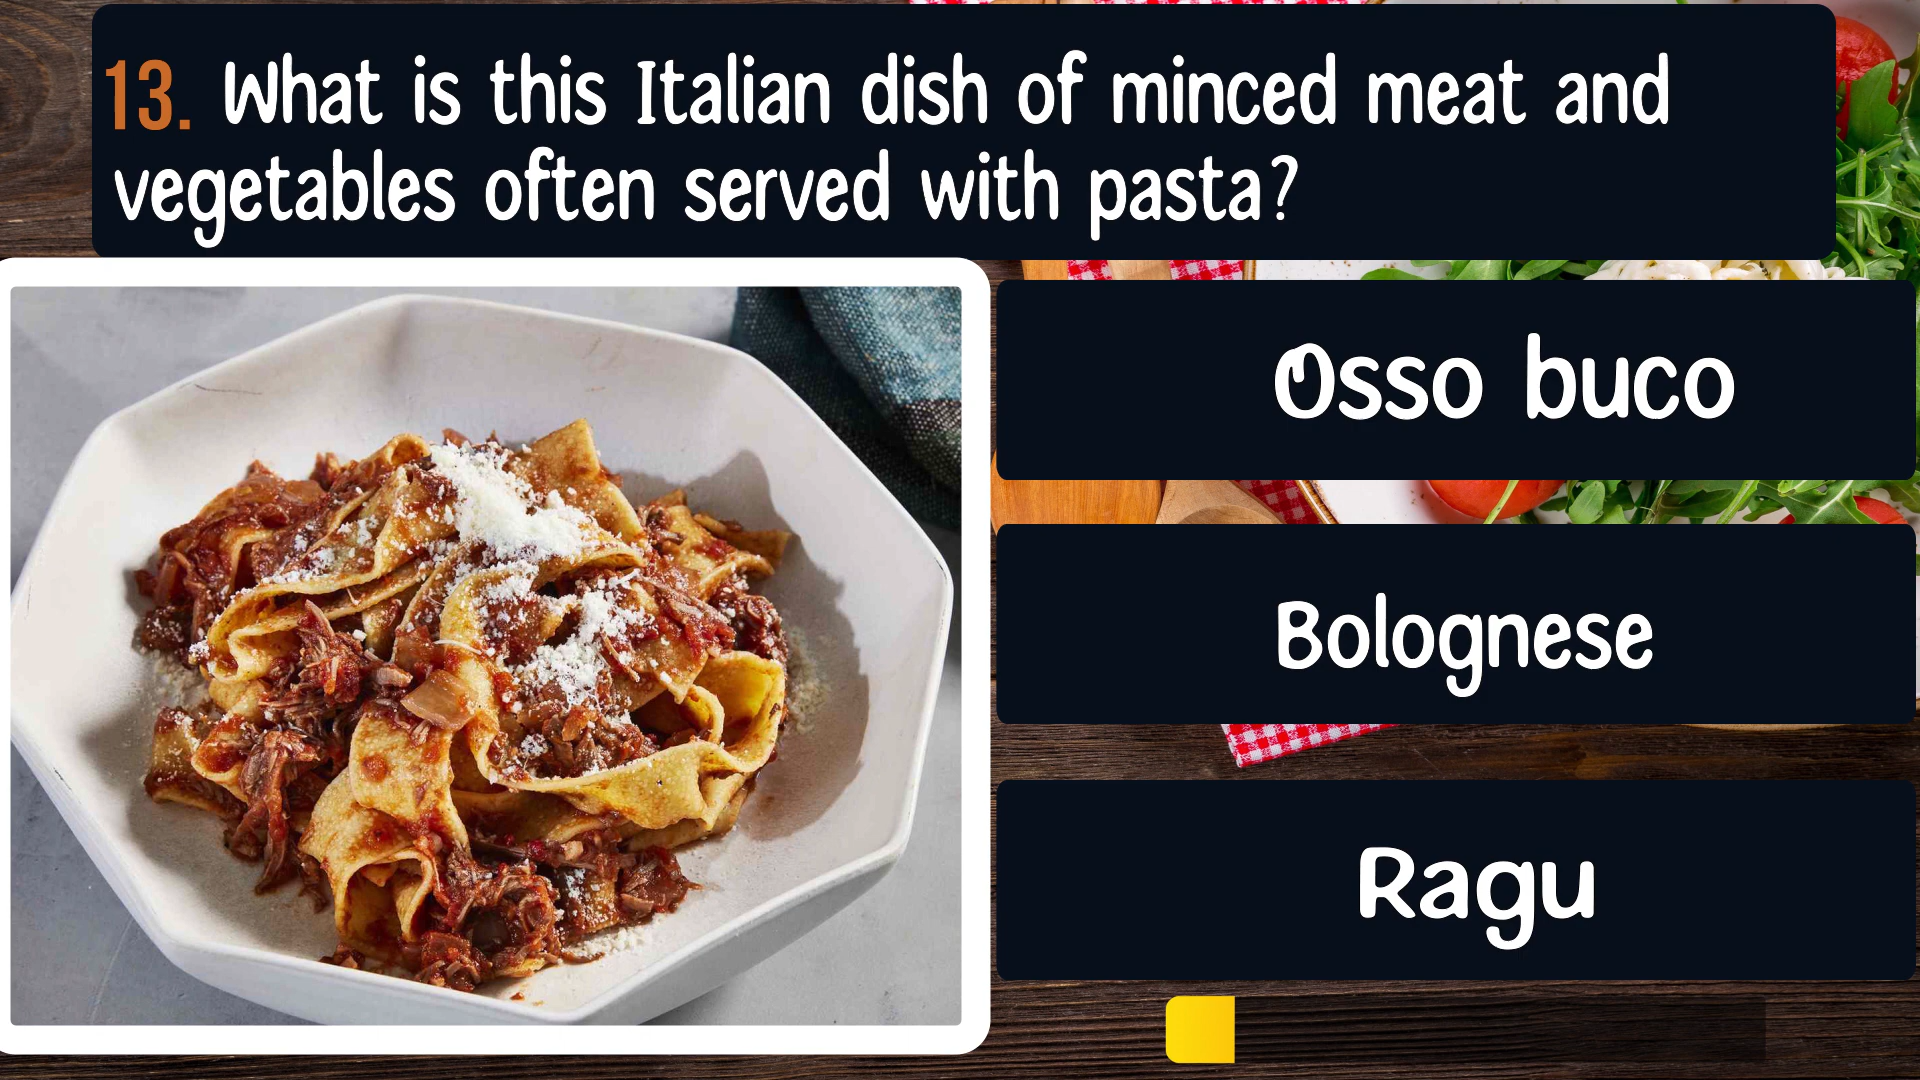 13. What is this Italian dish of minced meat and
vegetables often served with pasta?
Osso buco
Bolognese
Ragu